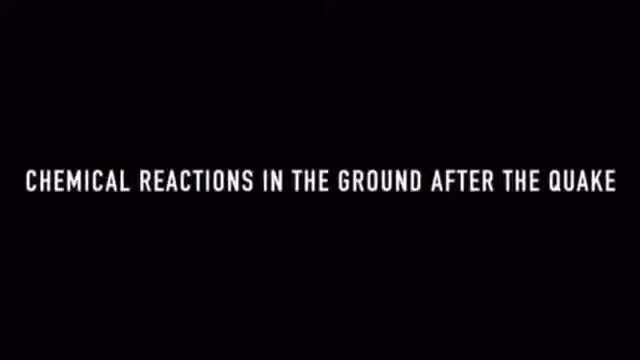 CHEMICAL REACTIONS IN THE GROUND AFTER THE QUAKE